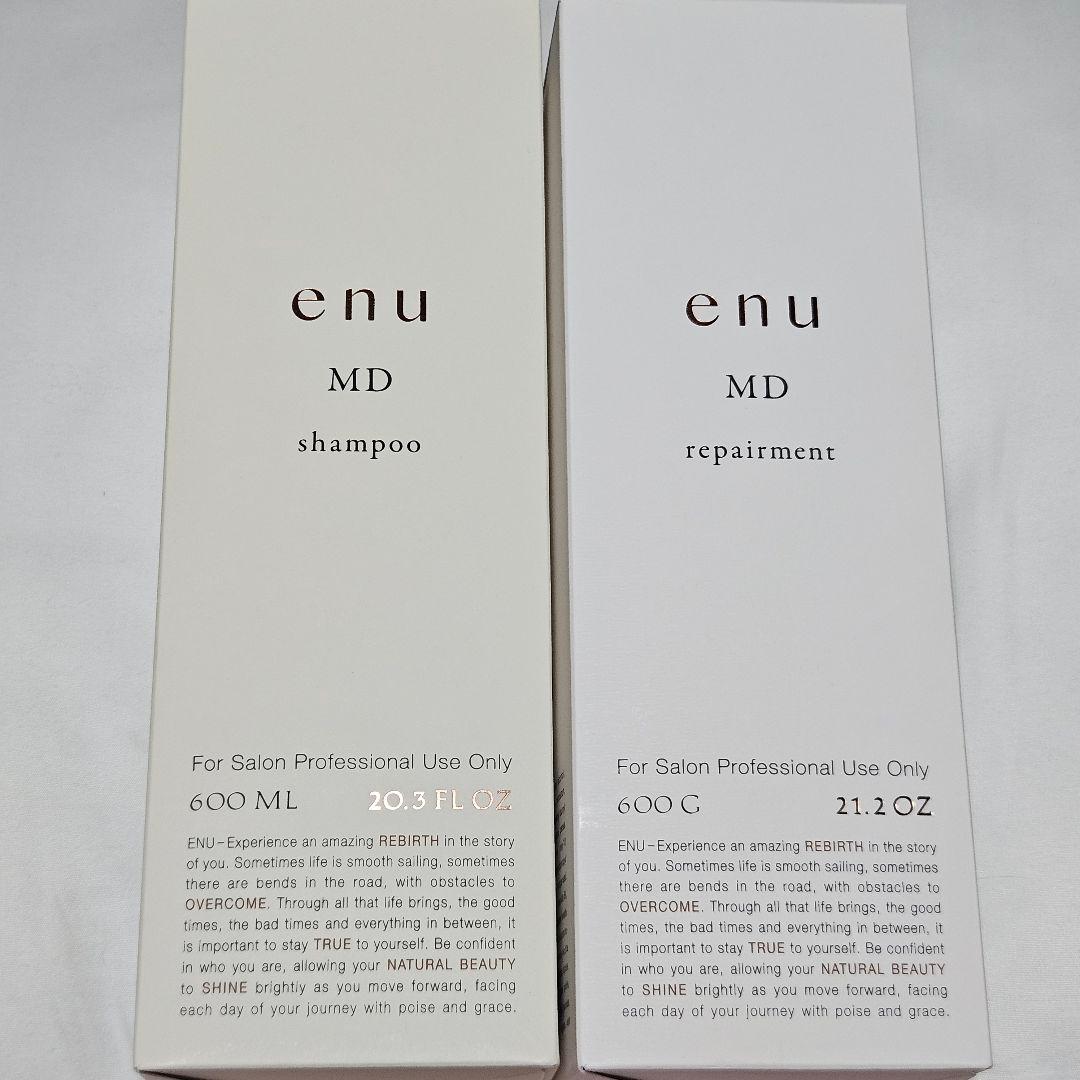 enu
MD
shampoo
For Salon Professional Use Only
600 ML 20.3 FL OZ
ENU-Experience an amazing REBIRTH in the story
of you. Sometimes life is smooth sailing, sometimes
there are bends in the road, with obstacles to
OVERCOME. Through all that life brings, the good
times, the bad times and everything in between, it
is important to stay TRUE to yourself. Be confident
in who you are, allowing your NATURAL BEAUTY
to SHINE brightly as you move forward, facing
each day of your journey with poise and grace.
enu
MD
repairment
For Salon Professional Use Only
600 G 21.2 OZ
ENU-Experience an amazing REBIRTH in the story
of you. Sometimes life is smooth sailing, sometimes
there are bends in the road, with obstacles to
OVERCOME. Through all that life brings, the good
times, the bad times and everything in between, it
is important to stay TRUE to yourself. Be confident
in who you are, allowing your NATURAL BEAUTY
to SHINE brightly as you move forward, facing
each day of your journey with poise and grace.